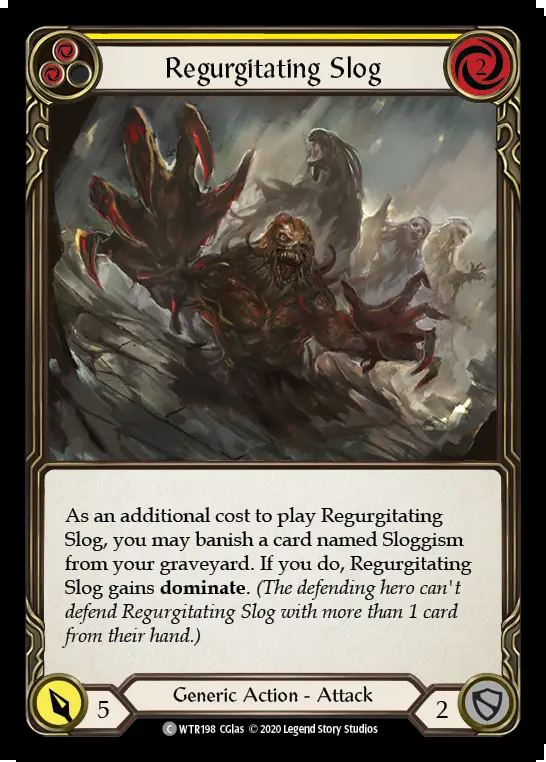 Regurgitating Slog
2
As an additional cost to play Regurgitating
Slog, you may banish a card named Sloggism
from your graveyard. If you do, Regurgitating
Slog gains dominate. (The defending hero can't
defend Regurgitating Slog with more than 1 card
from their hand.)
5
Generic Action - Attack
2
C WTR198 CGlas © 2020 Legend Story Studios